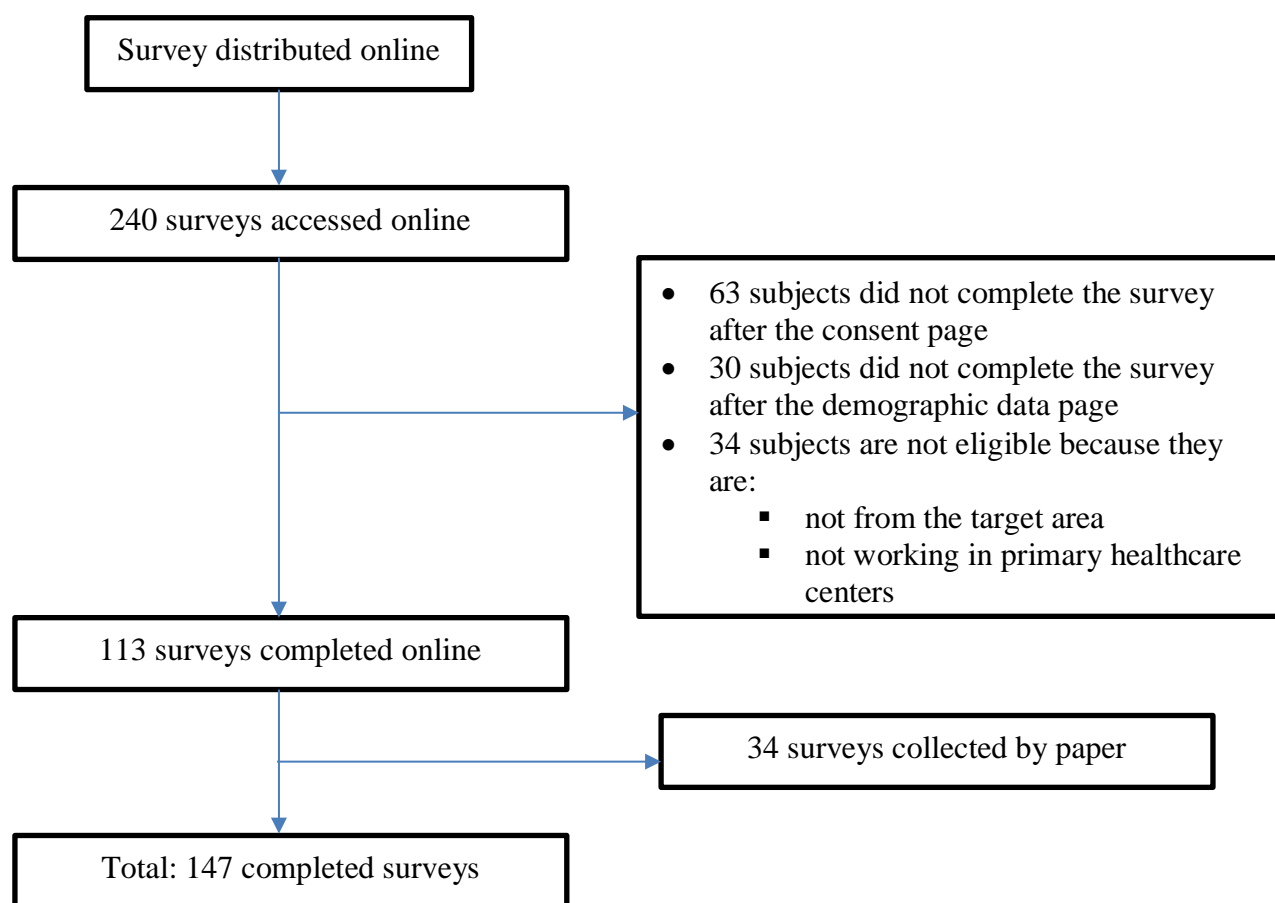 Survey distributed online
240 surveys accessed online
• 63 subjects did not complete the survey
after the consent page
• 30 subjects did not complete the survey
after the demographic data page
• 34 subjects are not eligible because they
are:
▪ not from the target area
▪ not working in primary healthcare
centers
113 surveys completed online
34 surveys collected by paper
Total: 147 completed surveys